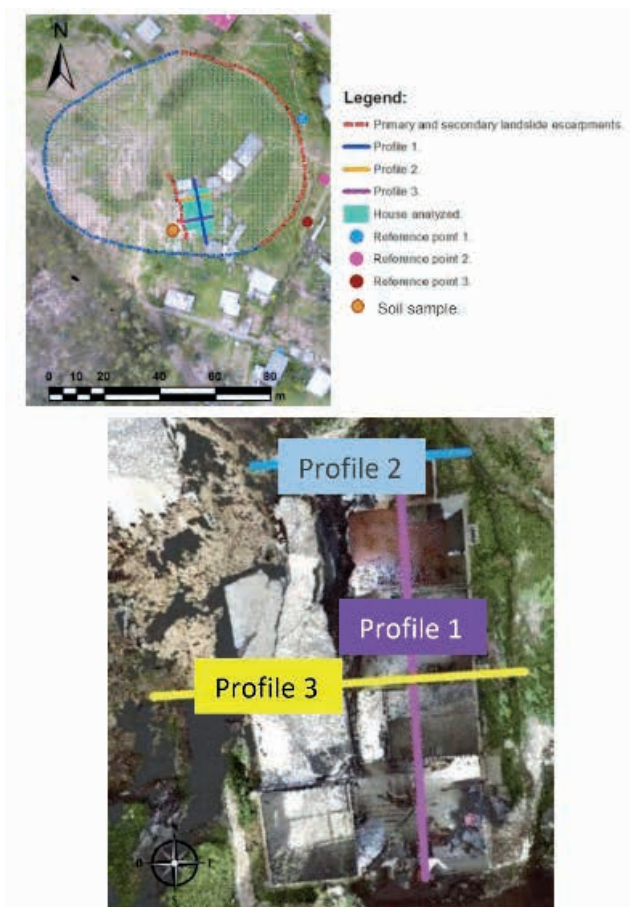 N
Legend:
Primary and secondary landslide escarpments.
Profile 1.
Profile 2.
Profile 3.
House analyzed.
Reference point 1.
Reference point 2.
Reference point 3.
Soil sample.
0 10 20 40 60 80
m
Profile 2
Profile 1
Profile 3